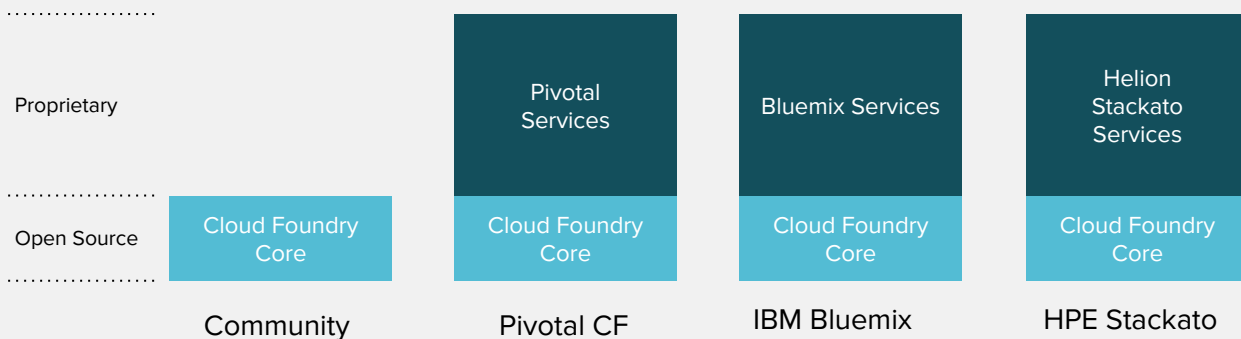 Proprietary
Pivotal
Services
Bluemix Services
Helion
Stackato
Services
Open Source
Cloud Foundry
Core
Cloud Foundry
Core
Cloud Foundry
Core
Cloud Foundry
Core
Community
Pivotal CF
IBM Bluemix
HPE Stackato